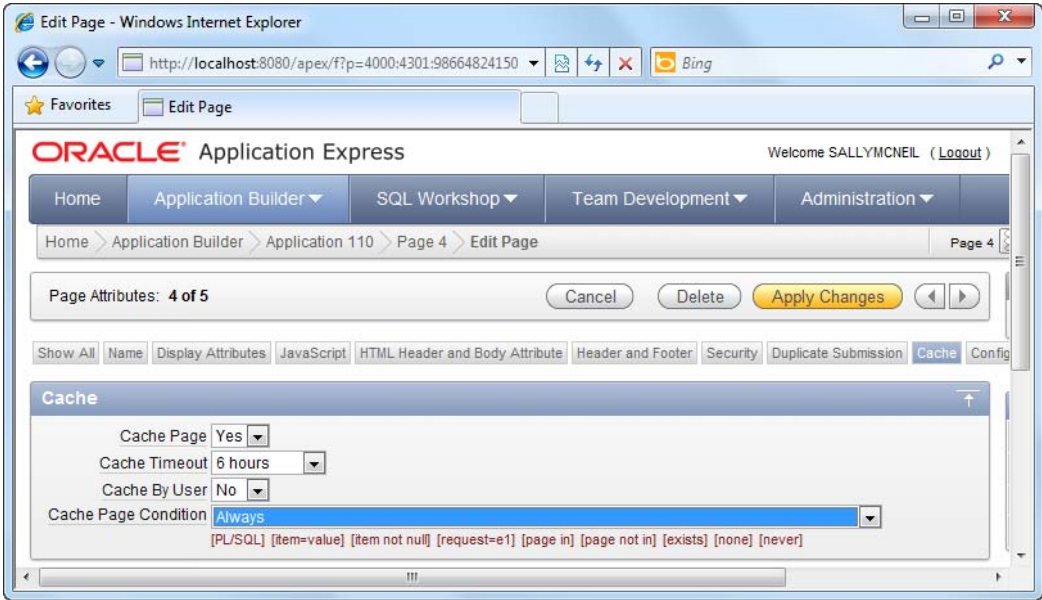 Edit Page - Windows Internet Explorer
http://localhost:8080/apex/f?p=4000:4301:98664824150
Bing
Favorites
Edit Page
ORACLE Application Express
Welcome SALLYMCNEIL ( Logout )
Home Application Builder SQL Workshop Team Development Administration
Home Application Builder Application 110 Page 4 Edit Page Page 4
Page Attributes: 4 of 5 Cancel Delete Apply Changes
Show All Name Display Attributes JavaScript HTML Header and Body Attribute Header and Footer Security Duplicate Submission Cache Config
Cache
Cache Page Yes
Cache Timeout 6 hours
Cache By User No
Cache Page Condition Always
[PL/SQL] [item=value] [item not null] [request=e1] [page in] [page not in] [exists] [none] [never]